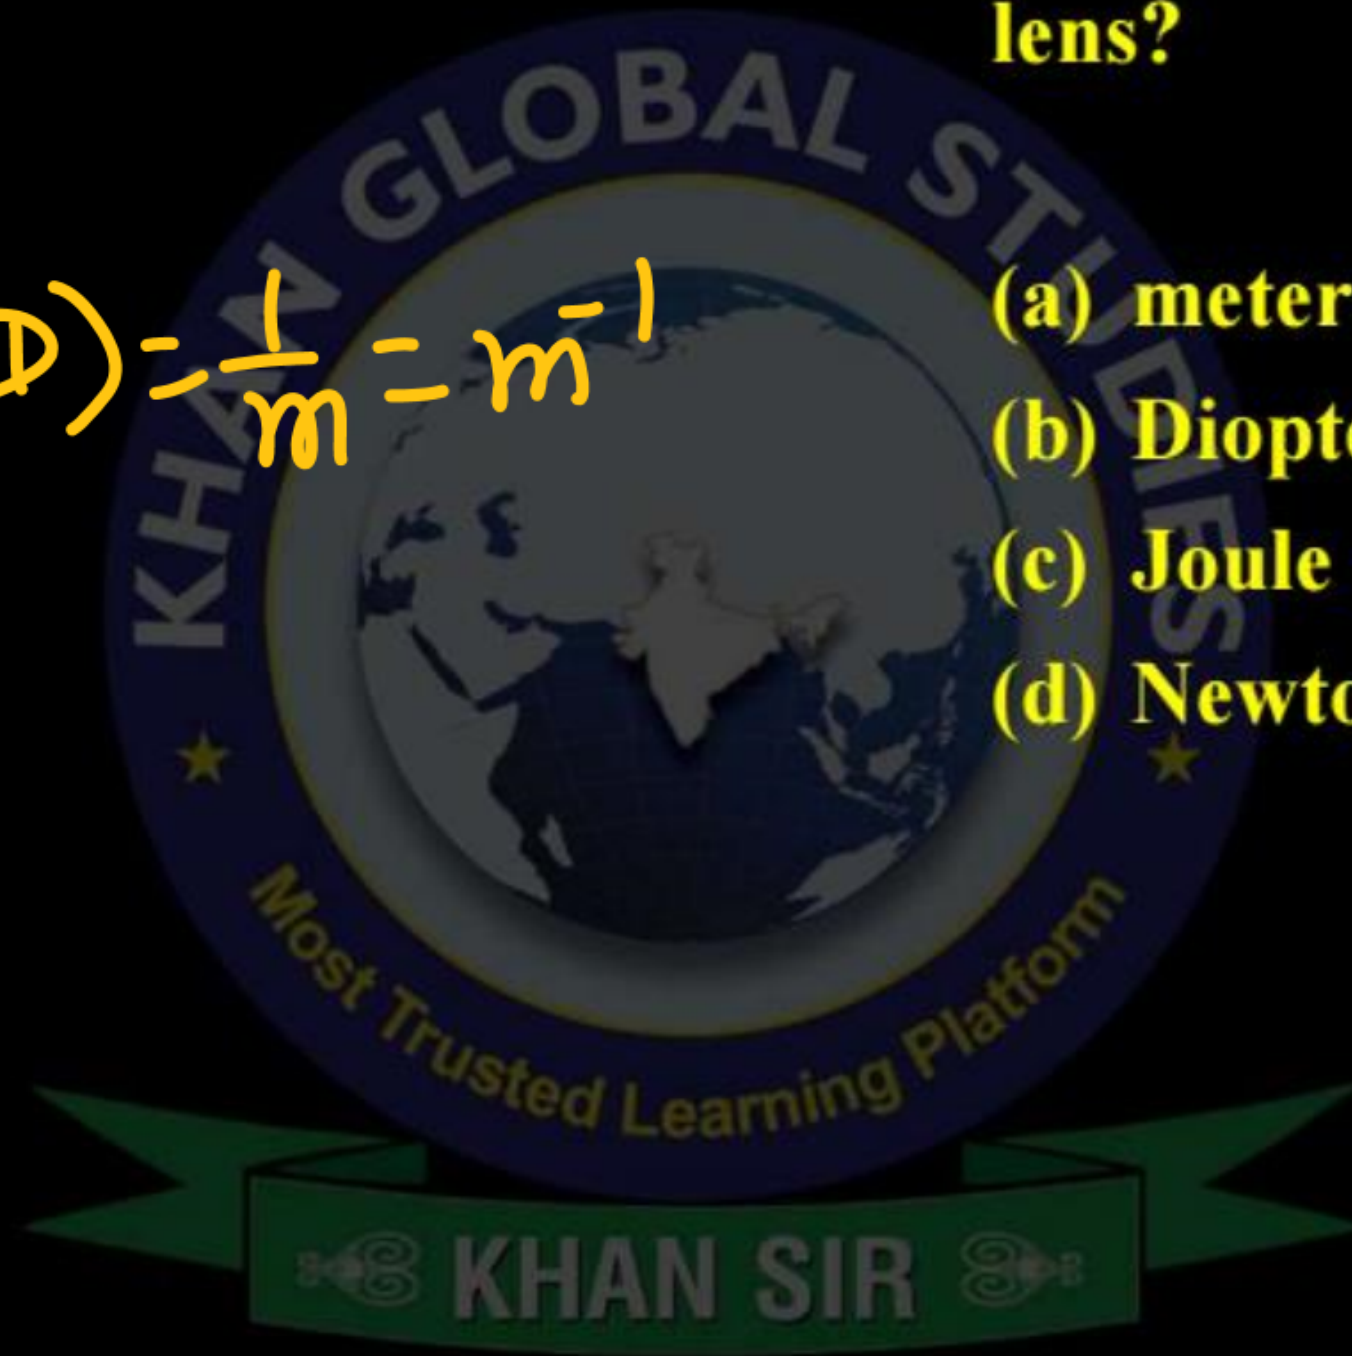 lens?
KHAN GLOBAL STUDIES
D) = 1/m = m⁻¹
(a) meter
(b) Diopt
(c) Joule
(d) Newto
Most Trusted Learning Platform
KHAN SIR